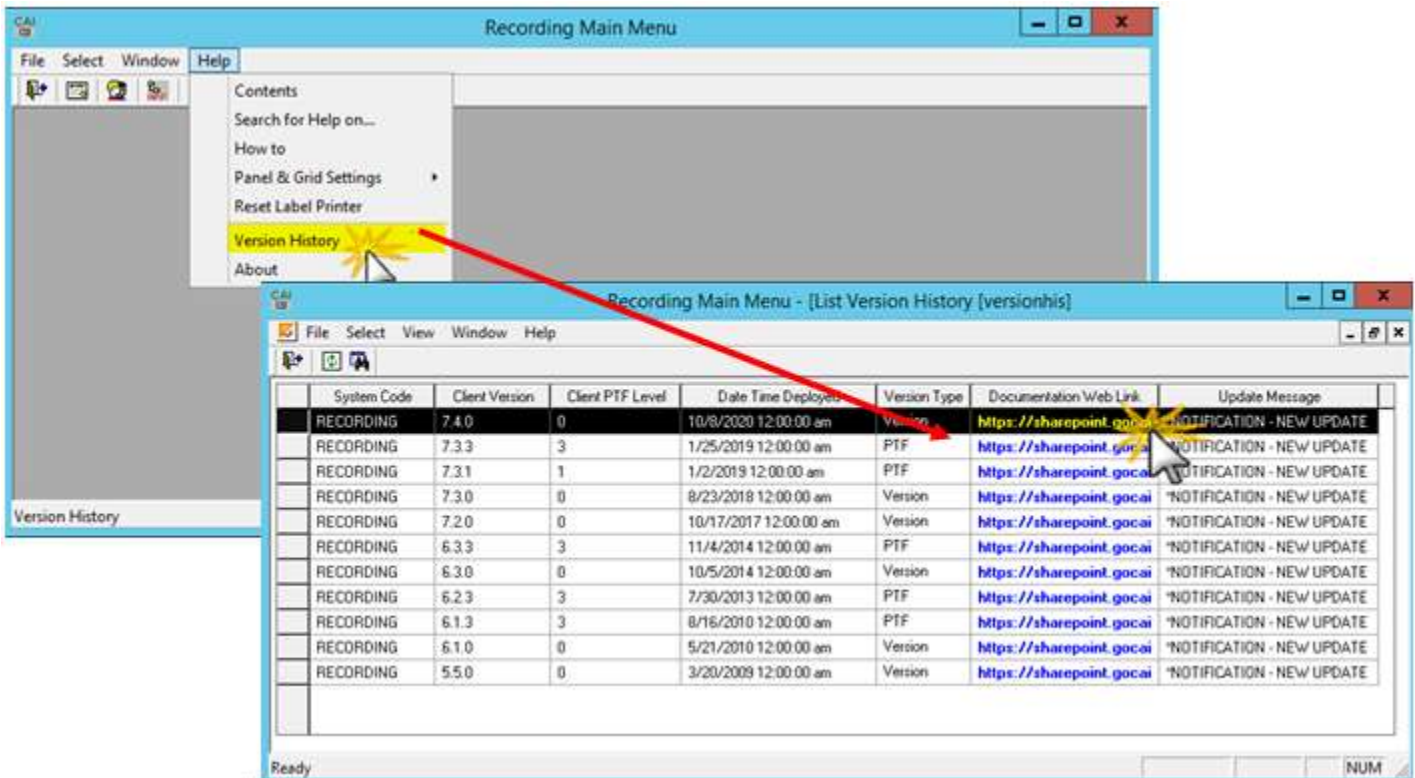 CAI
Recording Main Menu
File Select Window Help
Contents
Search for Help on...
How to
Panel & Grid Settings
Reset Label Printer
Version History
About
Version History
CAI
Recording Main Menu - [List Version History [versionhis]
File Select View Window Help
System Code Client Version Client PTF Level Date Time Deployed Version Type Documentation Web Link Update Message
RECORDING 7.4.0 0 10/8/2020 12:00:00 am Version https://sharepoint.gocai *NOTIFICATION - NEW UPDATE
RECORDING 7.3.3 3 1/25/2019 12:00:00 am PTF https://sharepoint.gocai *NOTIFICATION - NEW UPDATE
RECORDING 7.3.1 1 1/2/2019 12:00:00 am PTF https://sharepoint.gocai *NOTIFICATION - NEW UPDATE
RECORDING 7.3.0 0 8/23/2018 12:00:00 am Version https://sharepoint.gocai *NOTIFICATION - NEW UPDATE
RECORDING 7.2.0 0 10/17/2017 12:00:00 am Version https://sharepoint.gocai *NOTIFICATION - NEW UPDATE
RECORDING 6.3.3 3 11/4/2014 12:00:00 am PTF https://sharepoint.gocai *NOTIFICATION - NEW UPDATE
RECORDING 6.3.0 0 10/5/2014 12:00:00 am Version https://sharepoint.gocai *NOTIFICATION - NEW UPDATE
RECORDING 6.2.3 3 7/30/2013 12:00:00 am PTF https://sharepoint.gocai *NOTIFICATION - NEW UPDATE
RECORDING 6.1.3 3 8/16/2010 12:00:00 am PTF https://sharepoint.gocai *NOTIFICATION - NEW UPDATE
RECORDING 6.1.0 0 5/21/2010 12:00:00 am Version https://sharepoint.gocai *NOTIFICATION - NEW UPDATE
RECORDING 5.5.0 0 3/20/2009 12:00:00 am Version https://sharepoint.gocai *NOTIFICATION - NEW UPDATE
Ready NUM